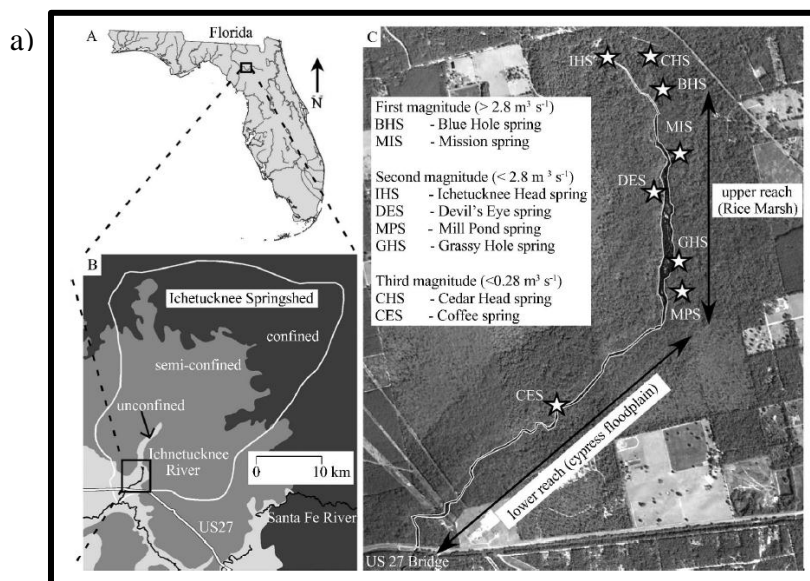 a)
A
Florida
N
B
Ichetucknee Springshed
confined
semi-confined
unconfined
Ichnetucknee
River
0 10 km
US27
Santa Fe River
C
IHS
CHS
BHS
MIS
DES
GHS
MPS
CES
First magnitude (> 2.8 m³ s⁻¹)
BHS - Blue Hole spring
MIS - Mission spring
Second magnitude (< 2.8 m³ s⁻¹)
IHS - Ichetucknee Head spring
DES - Devil's Eye spring
MPS - Mill Pond spring
GHS - Grassy Hole spring
Third magnitude (<0.28 m³ s⁻¹)
CHS - Cedar Head spring
CES - Coffee spring
upper reach
(Rice Marsh)
lower reach (cypress floodplain)
US 27 Bridge